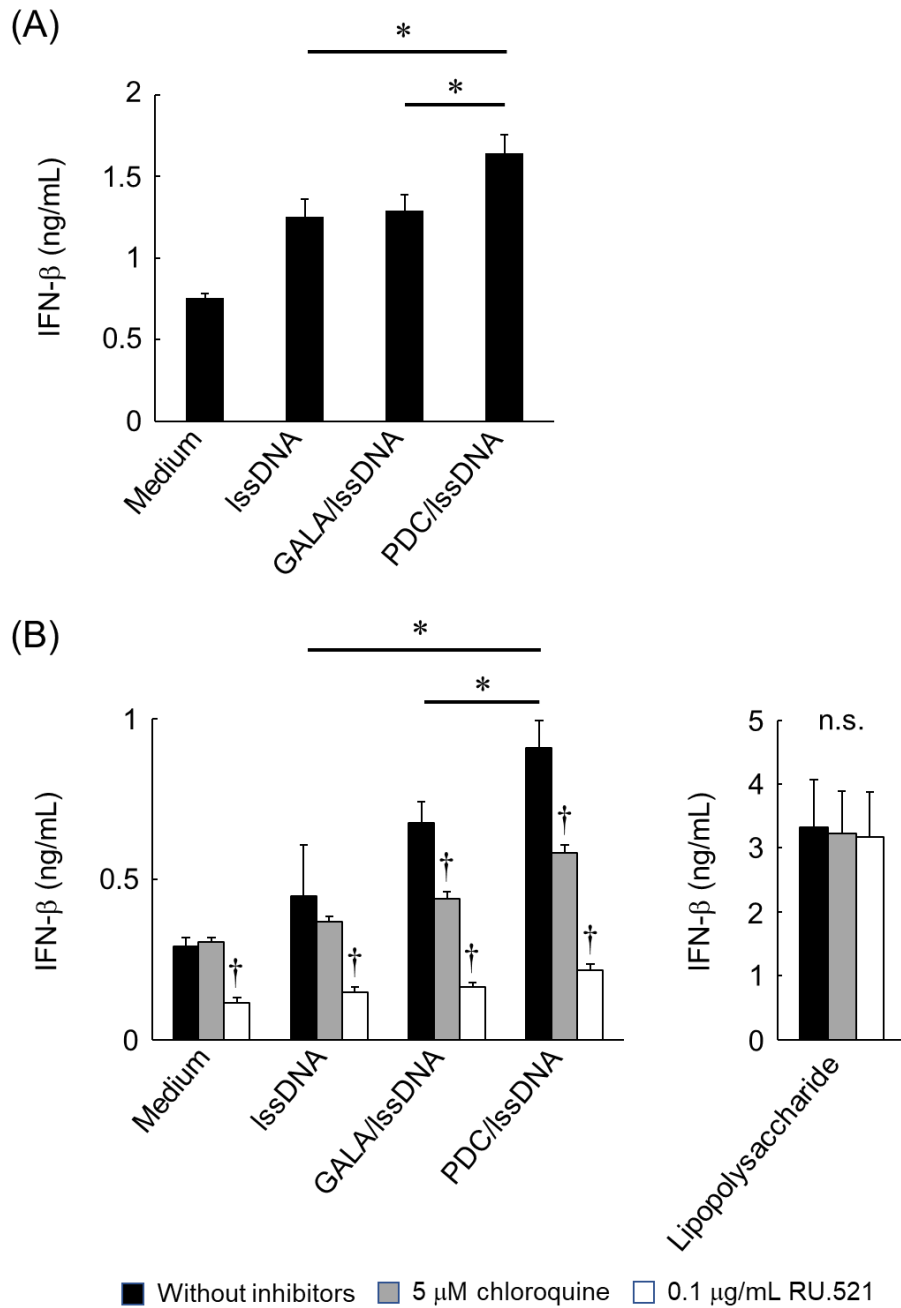 (A)
*
*
2
1.5
1
0.5
0
IFN-β (ng/mL)
Medium
lssDNA
GALA/lssDNA
PDC/lssDNA
(B)
*
*
1
0.5
0
IFN-β (ng/mL)
†
†
†
†
†
†
Medium
lssDNA
GALA/lssDNA
PDC/lssDNA
n.s.
5
4
3
2
1
0
IFN-β (ng/mL)
Lipopolysaccharide
Without inhibitors
5 μM chloroquine
0.1 μg/mL RU.521